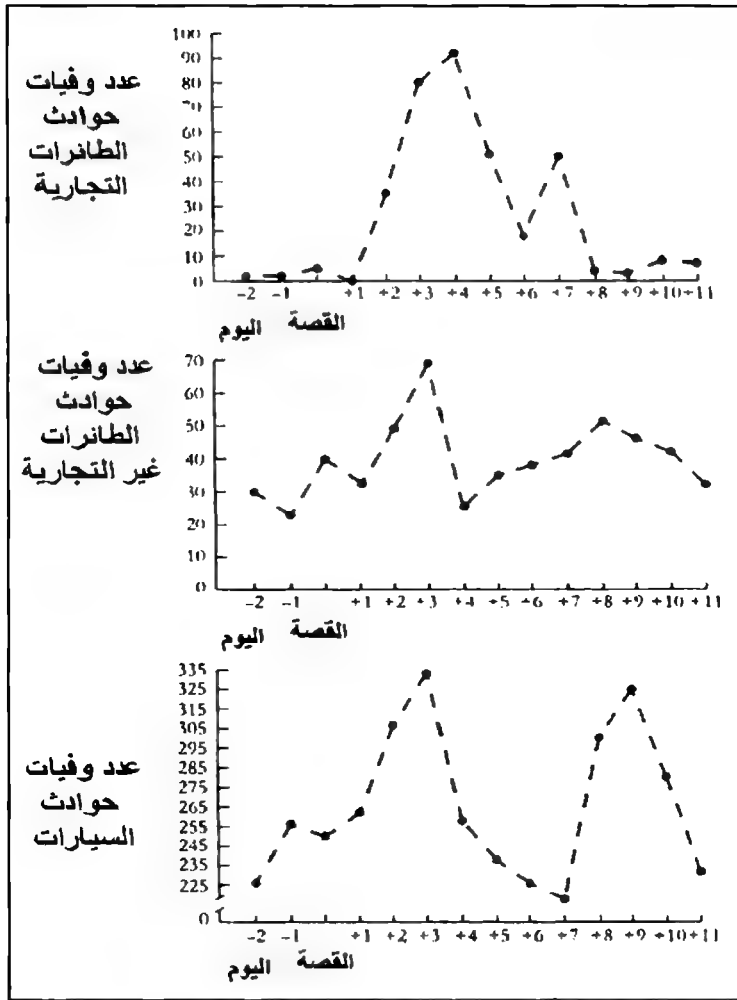 عدد وفيات
حوادث
الطائرات
التجارية
100
90
80
70
60
50
40
30
20
10
0
-2 -1 +1 +2 +3 +4 +5 +6 +7 +8 +9 +10 +11
اليوم القصة
عدد وفيات
حوادث
الطائرات
غير التجارية
70
60
50
40
30
20
10
0
-2 -1 +1 +2 +3 +4 +5 +6 +7 +8 +9 +10 +11
اليوم القصة
عدد وفيات
حوادث
السيارات
335
325
315
305
295
285
275
265
255
245
235
225
0
-2 -1 +1 +2 +3 +4 +5 +6 +7 +8 +9 +10 +11
اليوم القصة